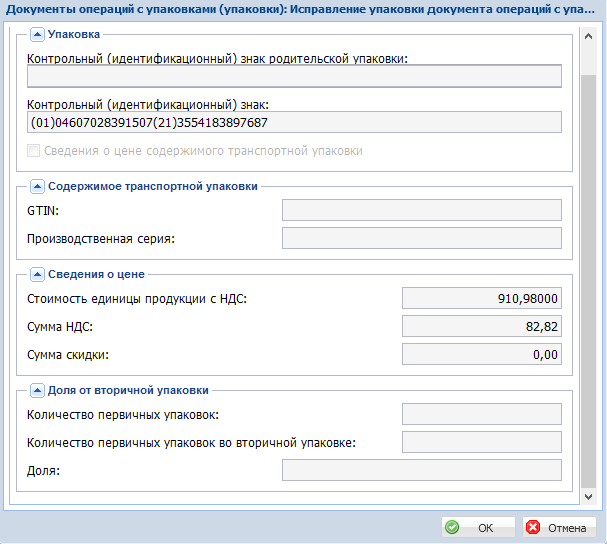 Документы операций с упаковками (упаковки): Исправление упаковки документа операций с упа...
Упаковка
Контрольный (идентификационный) знак родительской упаковки:
Контрольный (идентификационный) знак:
(01)04607028391507(21)3554183897687
Сведения о цене содержимого транспортной упаковки
Содержимое транспортной упаковки
GTIN:
Производственная серия:
Сведения о цене
Стоимость единицы продукции с НДС: 910,98000
Сумма НДС: 82,82
Сумма скидки: 0,00
Доля от вторичной упаковки
Количество первичных упаковок:
Количество первичных упаковок во вторичной упаковке:
Доля:
OK Отмена